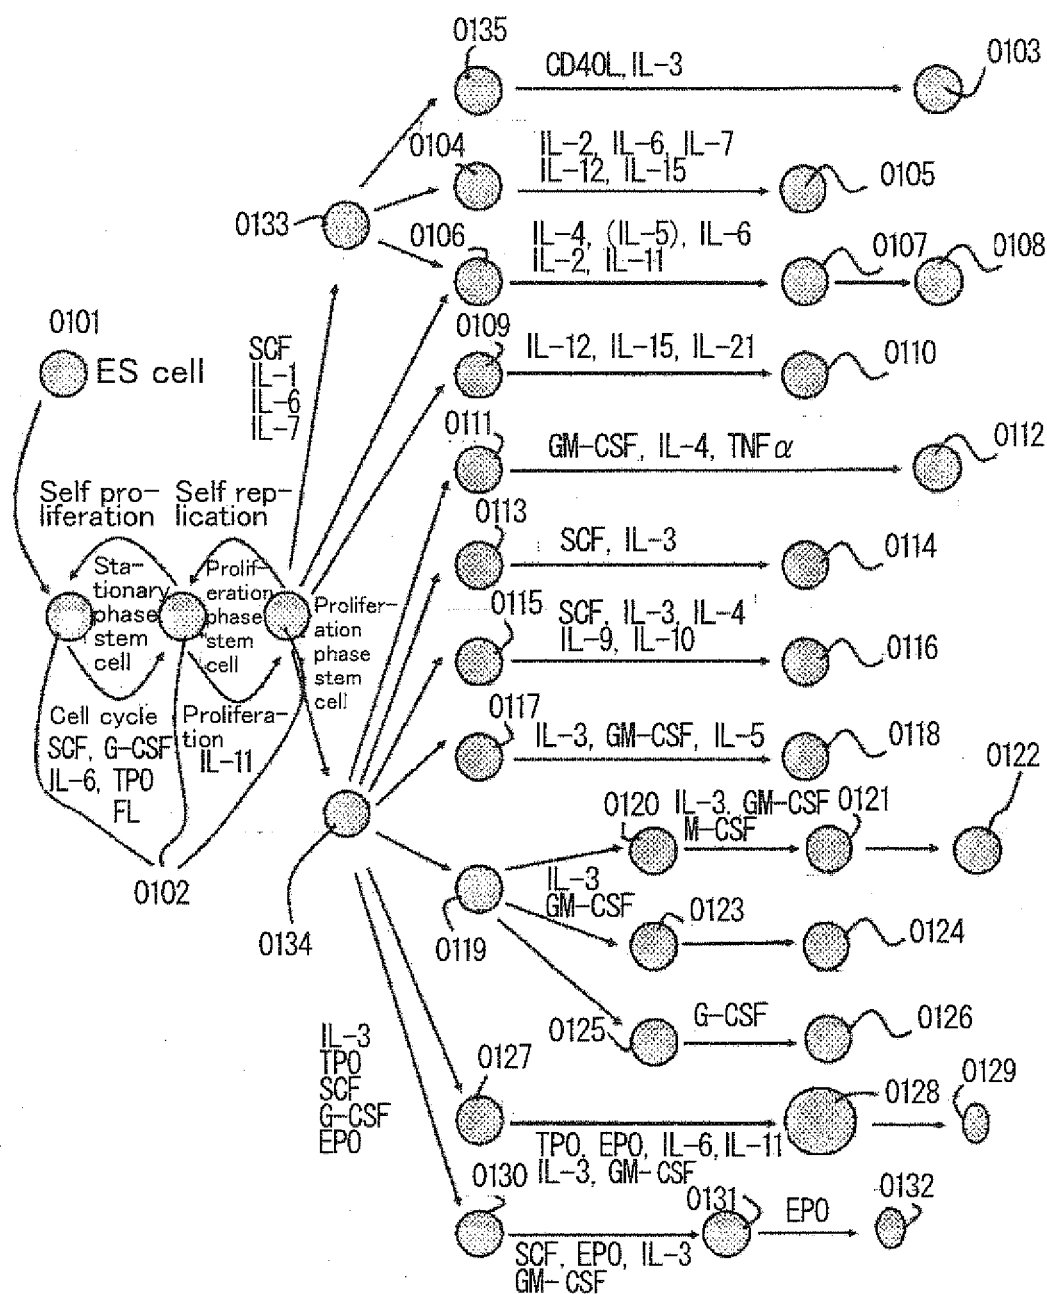 0135
CD40L, IL-3
0103
0104
IL-2, IL-6, IL-7
IL-12, IL-15
0105
0133
0106
IL-4, (IL-5), IL-6
IL-2, IL-11
0107
0108
0101
ES cell
SCF
IL-1
IL-6
IL-7
0109
IL-12, IL-15, IL-21
0110
0111
GM-CSF, IL-4, TNFα
0112
Self pro-
liferation
Self rep-
lication
0113
SCF, IL-3
0114
Sta-
tionary
phase
stem
cell
Prolif-
eration
phase
stem
cell
Prolifer-
ation
phase
stem
cell
0115
SCF, IL-3, IL-4
IL-9, IL-10
0116
Cell cycle
SCF, G-CSF
IL-6, TPO
FL
Prolifera-
tion
IL-11
0117
IL-3, GM-CSF, IL-5
0118
0102
0134
0119
IL-3
GM-CSF
0120
IL-3, GM-CSF
M-CSF
0121
0122
0123
0124
0125
G-CSF
0126
IL-3
TPO
SCF
G-CSF
EPO
0127
TPO, EPO, IL-6, IL-11
IL-3, GM-CSF
0128
0129
0130
SCF, EPO, IL-3
GM-CSF
0131
EPO
0132